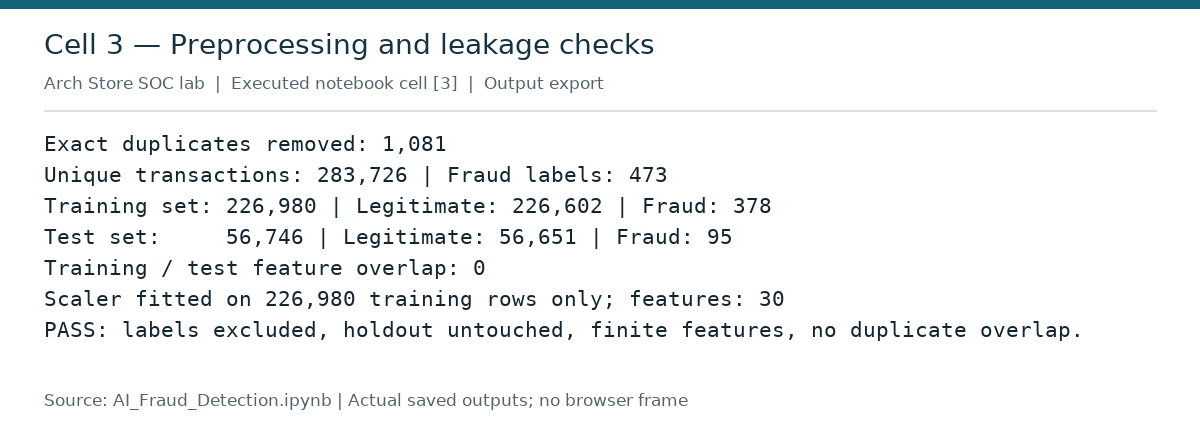 Cell 3 — Preprocessing and leakage checks
Arch Store SOC lab | Executed notebook cell [3] | Output export
Exact duplicates removed: 1,081
Unique transactions: 283,726 | Fraud labels: 473
Training set: 226,980 | Legitimate: 226,602 | Fraud: 378
Test set:     56,746 | Legitimate: 56,651 | Fraud: 95
Training / test feature overlap: 0
Scaler fitted on 226,980 training rows only; features: 30
PASS: labels excluded, holdout untouched, finite features, no duplicate overlap.
Source: AI_Fraud_Detection.ipynb | Actual saved outputs; no browser frame